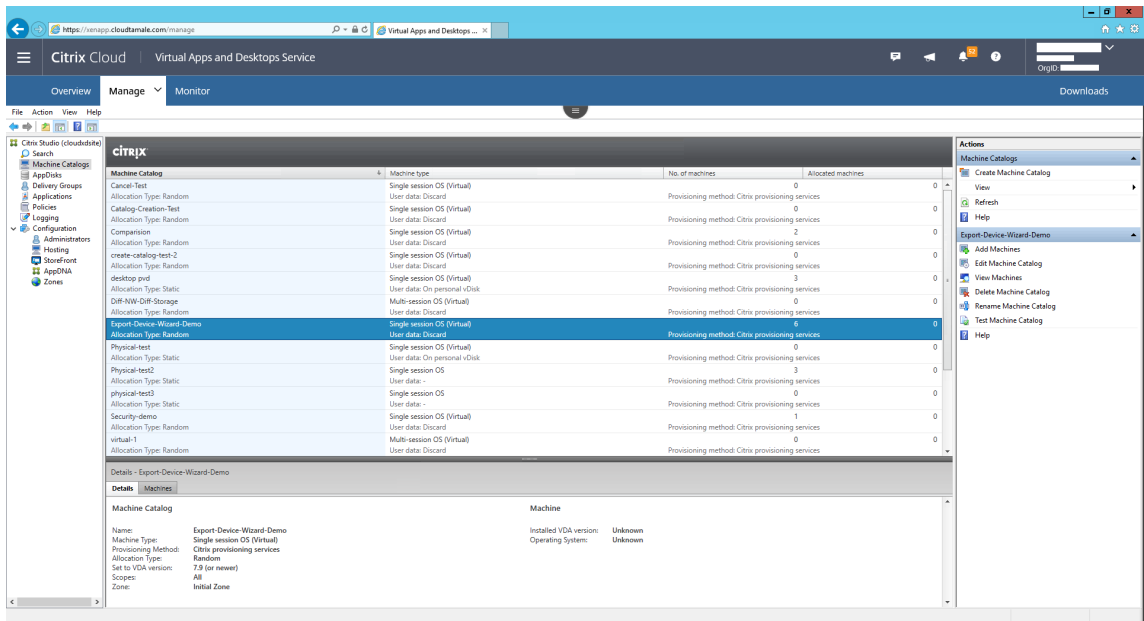 https://xenapp.cloudtamale.com/manage
Virtual Apps and Desktops ...
Citrix Cloud Virtual Apps and Desktops Service
OrgID:
Overview Manage Monitor Downloads
File Action View Help
Citrix Studio (cloudxdsite)
Search
Machine Catalogs
AppDisks
Delivery Groups
Applications
Policies
Logging
Configuration
Administrators
Hosting
StoreFront
AppDNA
Zones
CİTRIX
Machine Catalog Machine type No. of machines Allocated machines
Cancel-Test Single session OS (Virtual) 0 0
Allocation Type: Random User data: Discard Provisioning method: Citrix provisioning services
Catalog-Creation-Test Single session OS (Virtual) 0 0
Allocation Type: Random User data: Discard Provisioning method: Citrix provisioning services
Comparision Single session OS (Virtual) 2 0
Allocation Type: Random User data: Discard Provisioning method: Citrix provisioning services
create-catalog-test-2 Single session OS (Virtual) 0 0
Allocation Type: Random User data: Discard Provisioning method: Citrix provisioning services
desktop pvd Single session OS (Virtual) 3 0
Allocation Type: Static User data: On personal vDisk Provisioning method: Citrix provisioning services
Diff-NW-Diff-Storage Multi-session OS (Virtual) 0 0
Allocation Type: Random User data: Discard Provisioning method: Citrix provisioning services
Export-Device-Wizard-Demo Single session OS (Virtual) 6 0
Allocation Type: Random User data: Discard Provisioning method: Citrix provisioning services
Physical-test Single session OS (Virtual) 0 0
Allocation Type: Static User data: On personal vDisk Provisioning method: Citrix provisioning services
Physical-test2 Single session OS 3 0
Allocation Type: Static User data: - Provisioning method: Citrix provisioning services
physical-test3 Single session OS 0 0
Allocation Type: Static User data: - Provisioning method: Citrix provisioning services
Security-demo Single session OS (Virtual) 1 0
Allocation Type: Random User data: Discard Provisioning method: Citrix provisioning services
virtual-1 Multi-session OS (Virtual) 0 0
Allocation Type: Random User data: Discard Provisioning method: Citrix provisioning services
Details - Export-Device-Wizard-Demo
Details Machines
Machine Catalog Machine
Name: Export-Device-Wizard-Demo Installed VDA version: Unknown
Machine Type: Single session OS (Virtual) Operating System: Unknown
Provisioning Method: Citrix provisioning services
Allocation Type: Random
Set to VDA version: 7.9 (or newer)
Scopes: All
Zone: Initial Zone
Actions
Machine Catalogs
Create Machine Catalog
View
Refresh
Help
Export-Device-Wizard-Demo
Add Machines
Edit Machine Catalog
View Machines
Delete Machine Catalog
Rename Machine Catalog
Test Machine Catalog
Help